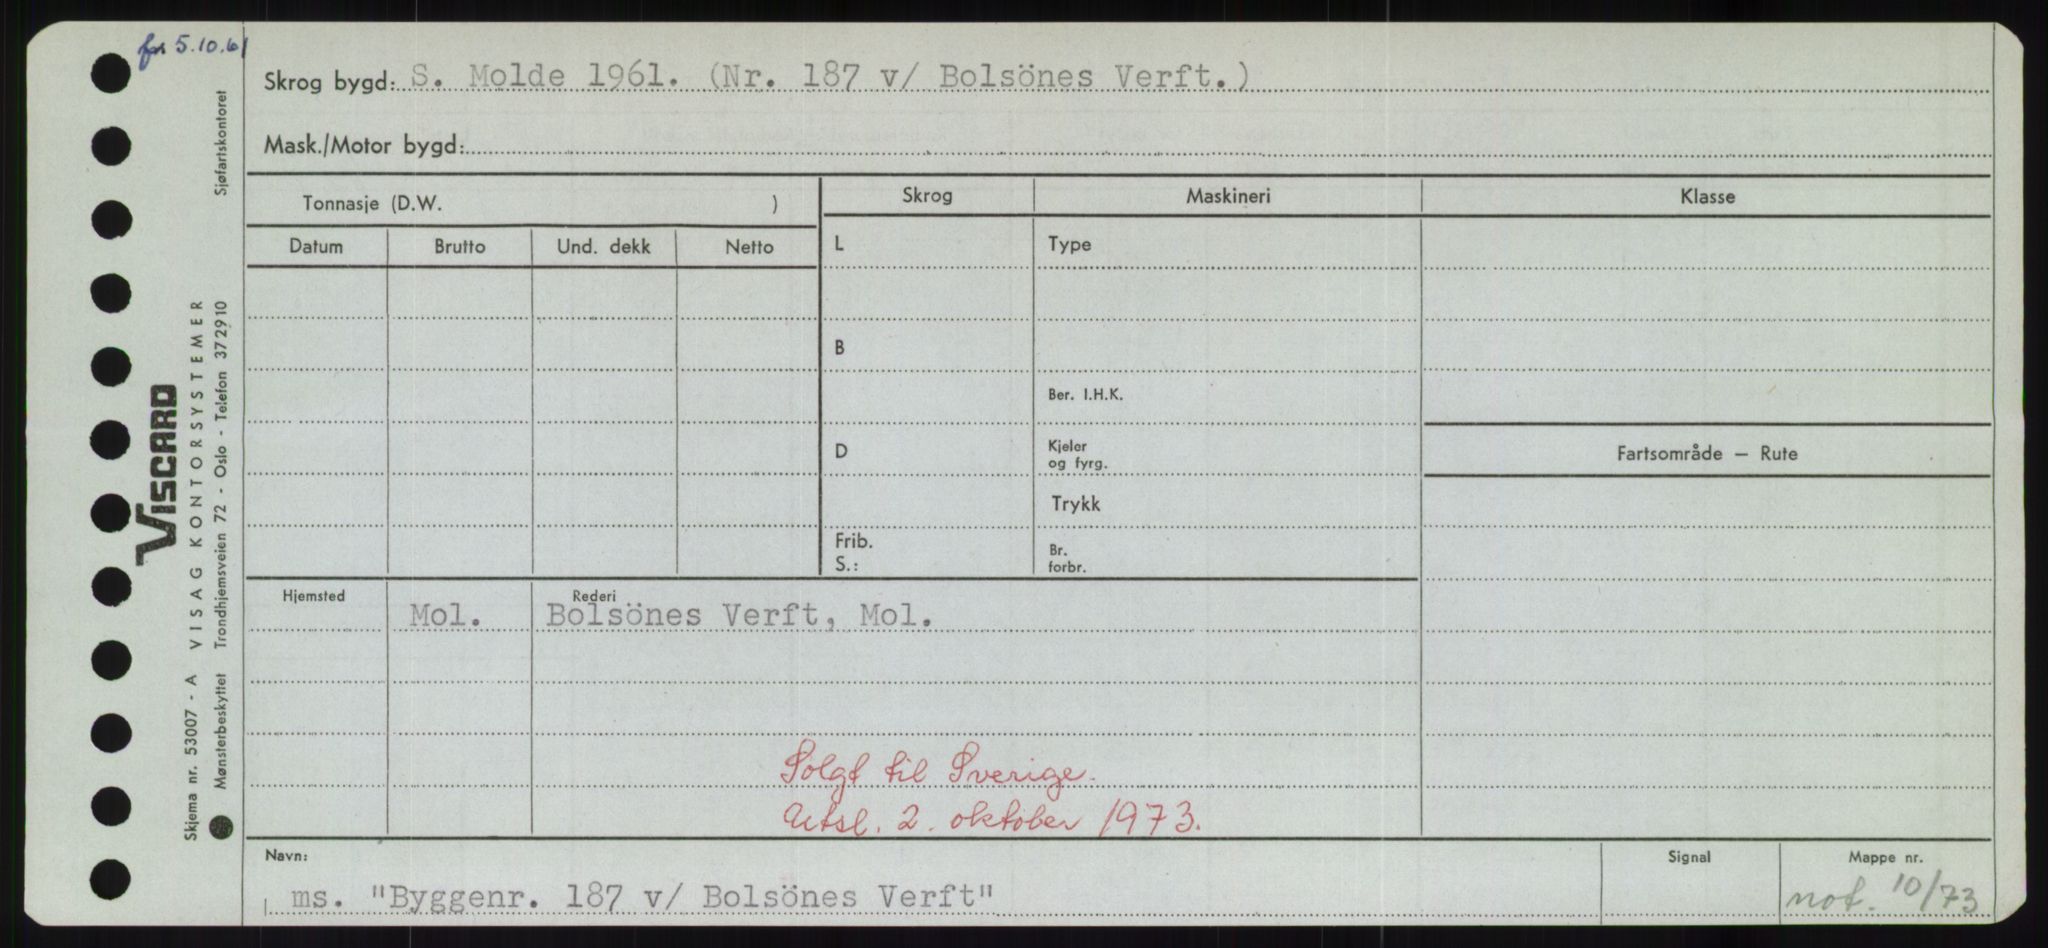 fra 5.10.61
Skrog bygd: S. Molde 1961. (Nr. 187 v/ Bolsönes Verft.)
Mask./Motor bygd:
Tonnasje (D.W. )
Datum Brutto Und. dekk Netto
Skrog Maskineri Klasse
L Type
B
Ber. I.H.K.
D Kjeler og fyrg.
Fartsområde — Rute
Trykk
Frib. S.: Br. forbr.
Hjemsted Rederi
Mol. Bolsönes Verft, Mol.
Solgt til Sverige.
Utsl. 2. oktober 1973.
Navn: Signal Mappe nr.
ms. "Byggenr. 187 v/ Bolsönes Verft" not. 10/73
VISCARD
Skjema nr. 53007 - A VISAG KONTORSYSTEMER
Mønsterbeskyttet Trondhjemsveien 72 - Oslo - Telefon 372910 Sjøfartskontoret